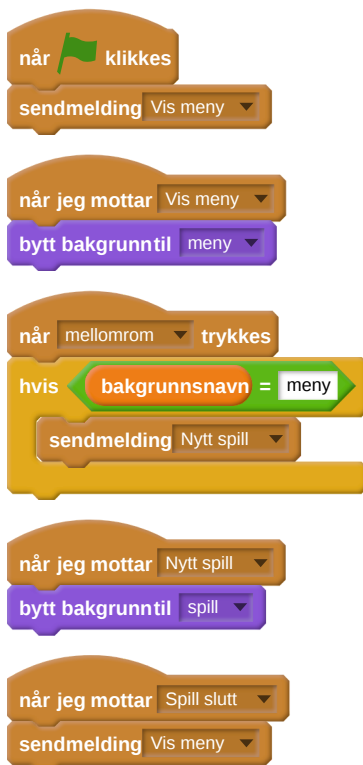 når klikkes
sendmelding Vis meny
når jeg mottar Vis meny
bytt bakgrunn til meny
når mellomrom trykkes
hvis bakgrunnsnavn = meny
sendmelding Nytt spill
når jeg mottar Nytt spill
bytt bakgrunn til spill
når jeg mottar Spill slutt
sendmelding Vis meny